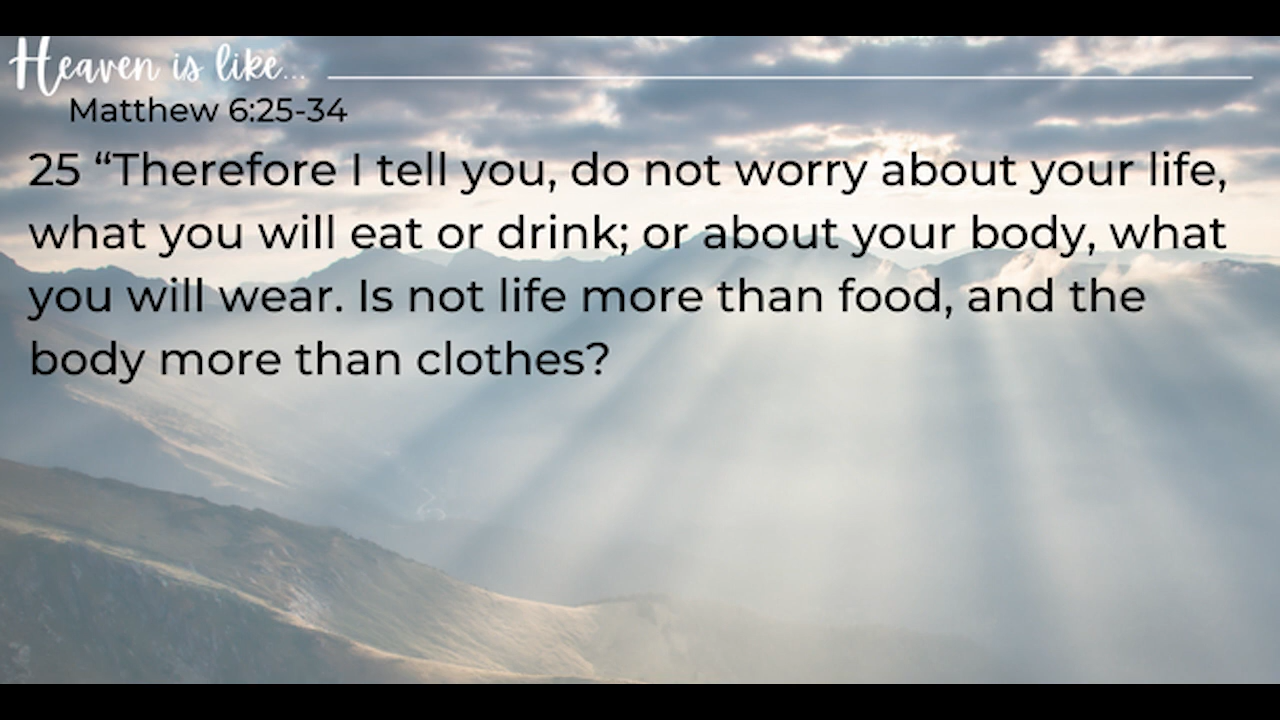 Heaven is like...
Matthew 6:25-34
25 “Therefore I tell you, do not worry about your life,
what you will eat or drink; or about your body, what
you will wear. Is not life more than food, and the
body more than clothes?